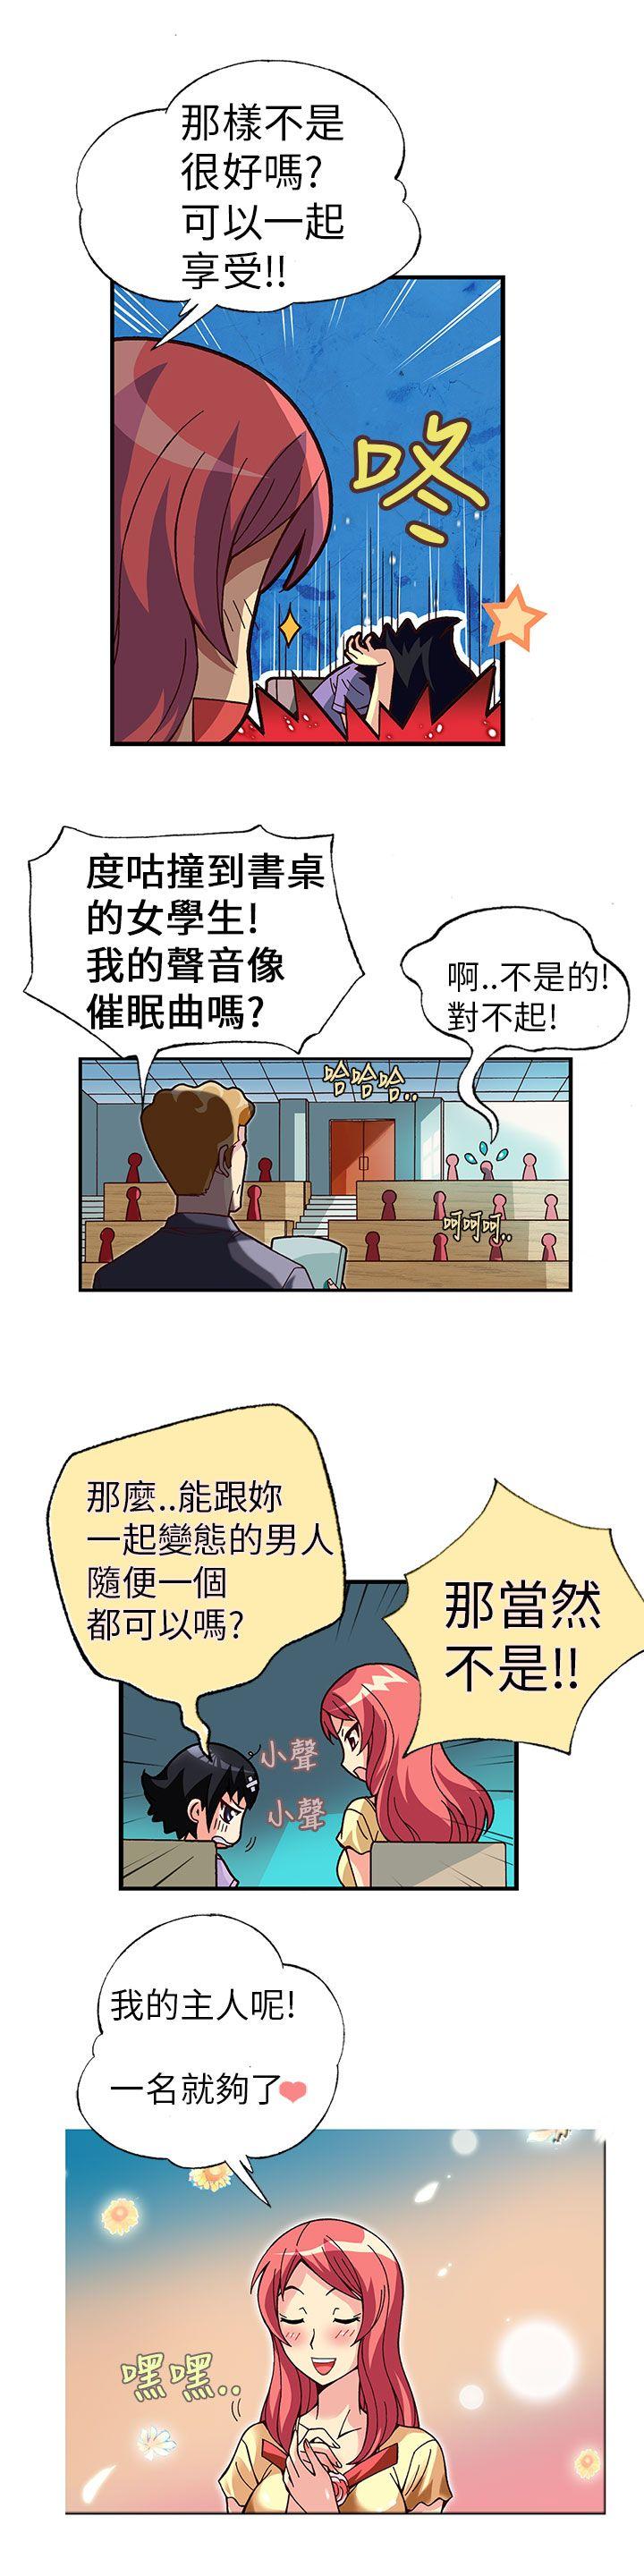 那樣不是
很好嗎?
可以一起
享受!!
咚
度咕撞到書桌
的女學生!
我的聲音像
催眠曲嗎?
啊..不是的!
對不起!
哈哈哈..
呵呵呵..
那麼..能跟妳
一起變態的男人
隨便一個
都可以嗎?
那當然
不是!!
小聲
小聲
我的主人呢!
一名就夠了
嘿嘿..